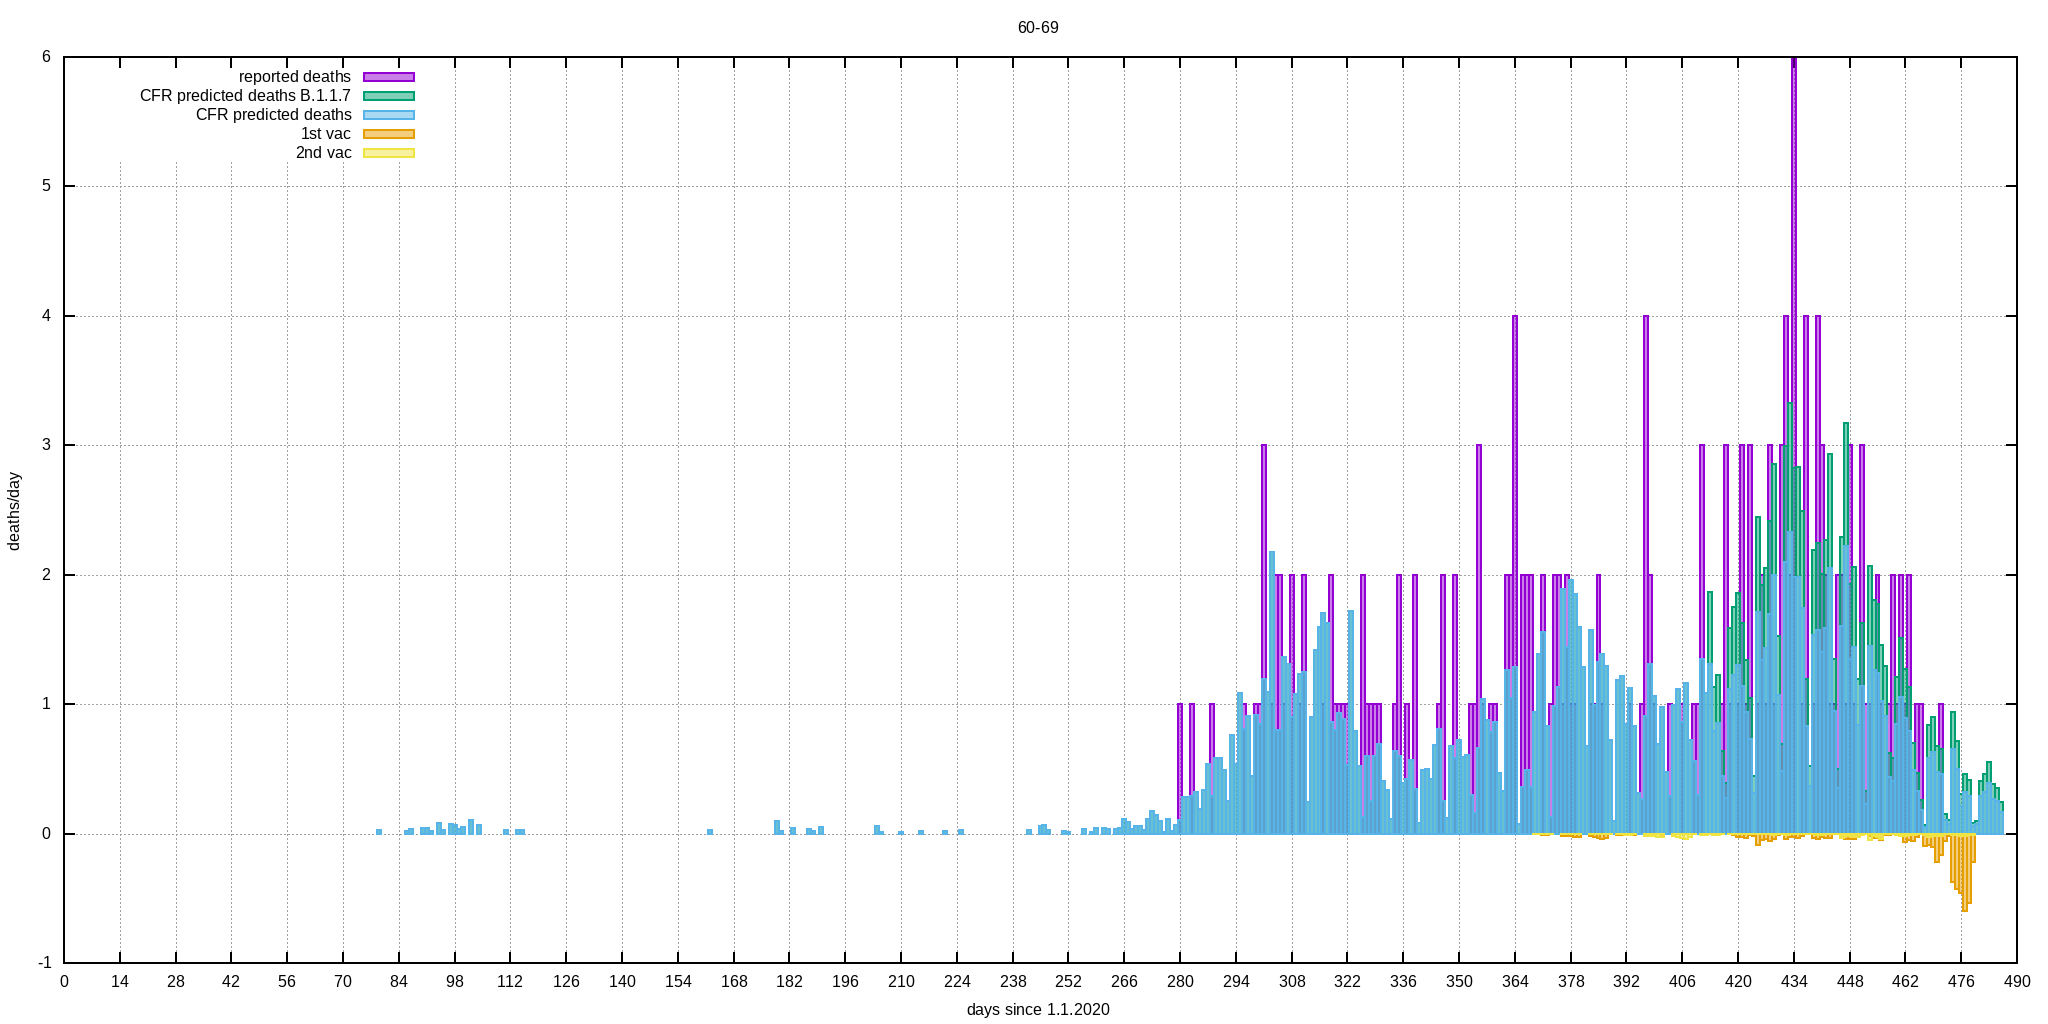 60-69
reported deaths
CFR predicted deaths B.1.1.7
CFR predicted deaths
1st vac
2nd vac
6
5
4
3
2
1
0
-1
deaths/day
0 14 28 42 56 70 84 98 112 126 140 154 168 182 196 210 224 238 252 266 280 294 308 322 336 350 364 378 392 406 420 434 448 462 476 490
days since 1.1.2020